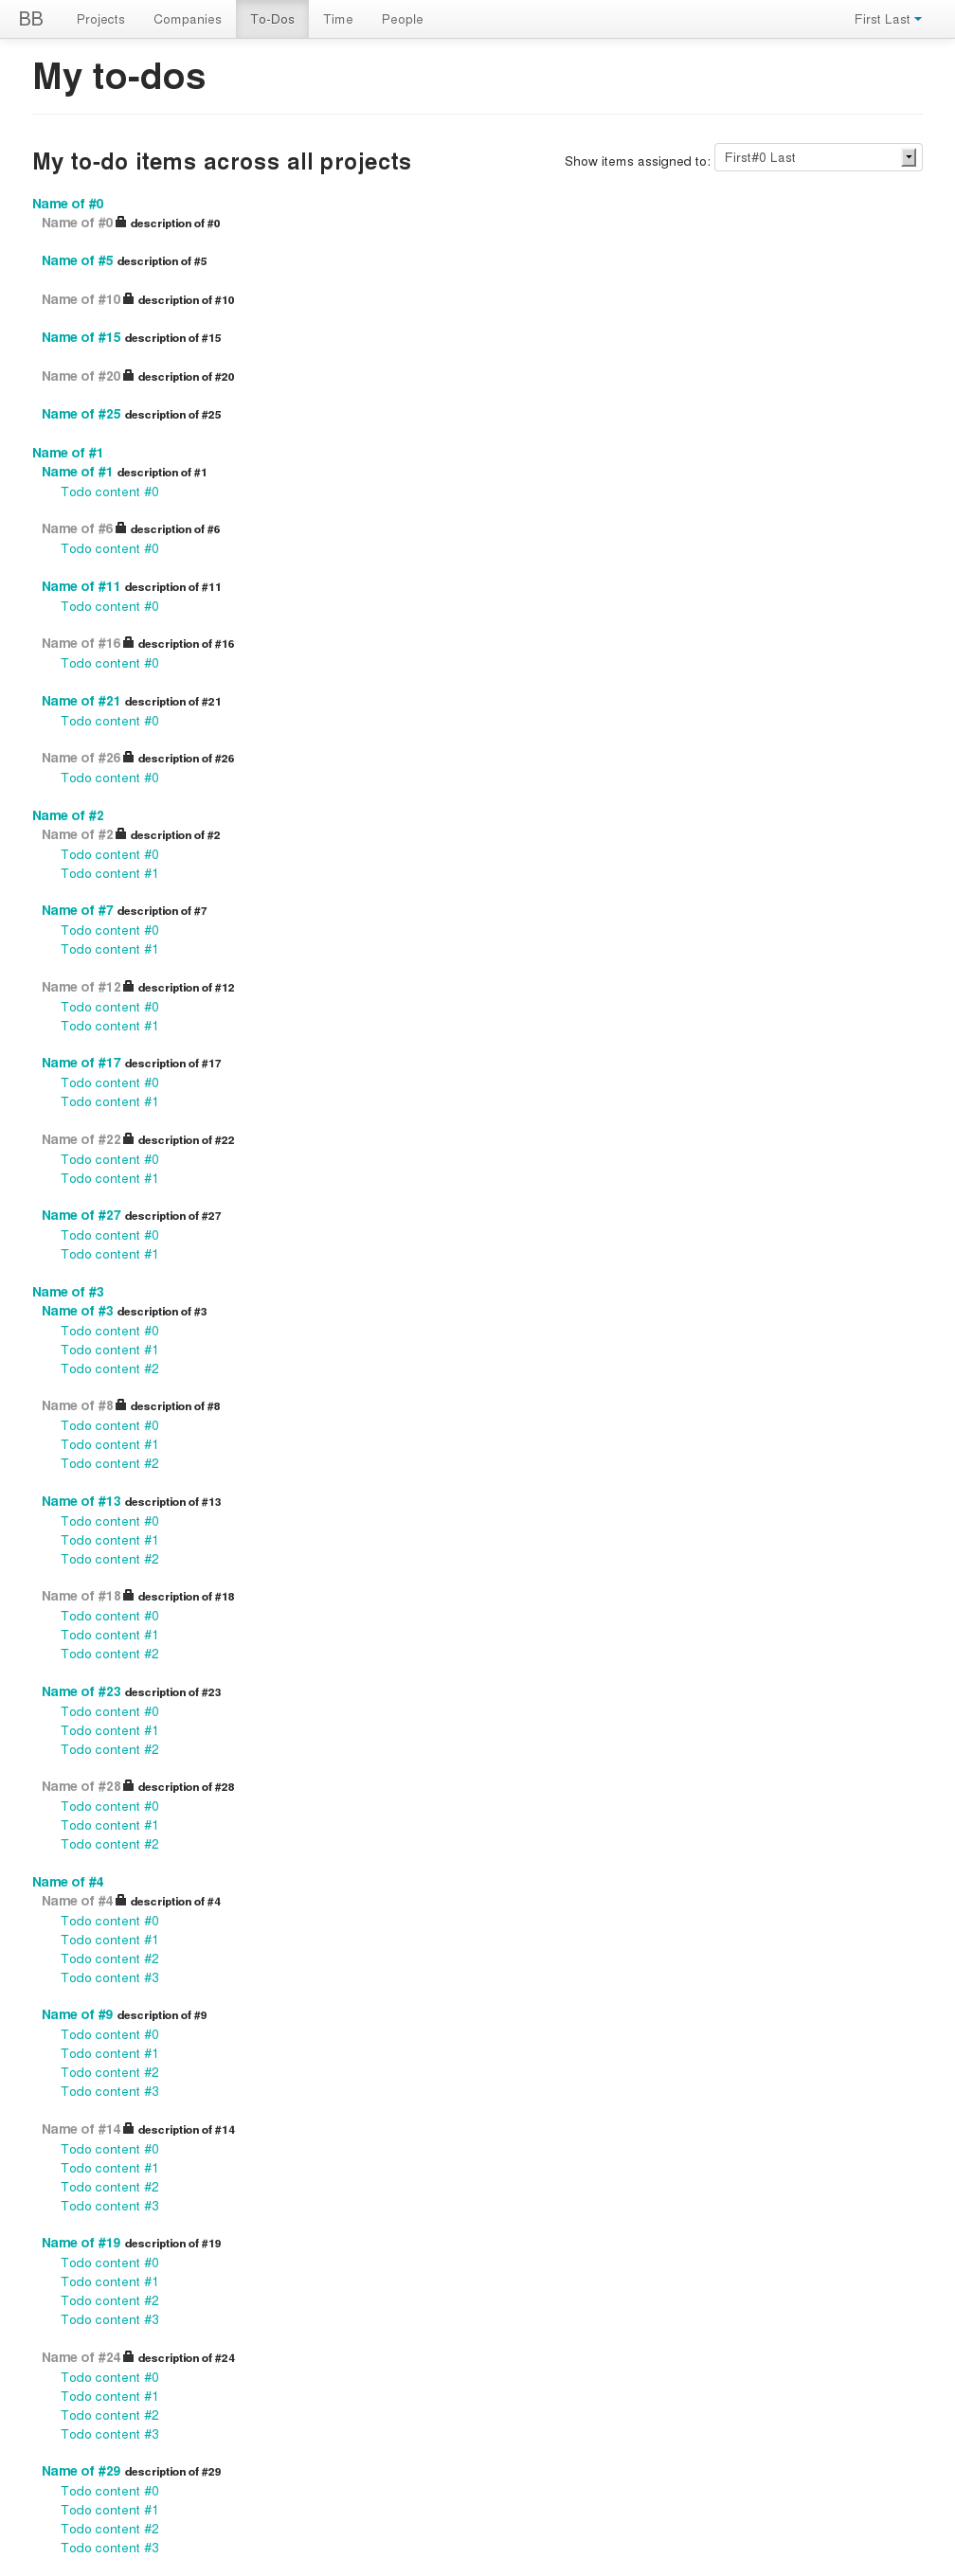 BB Projects Companies To-Dos Time People First Last
My to-dos
My to-do items across all projects Show items assigned to: First#0 Last
Name of #0
Name of #0 description of #0
Name of #5 description of #5
Name of #10 description of #10
Name of #15 description of #15
Name of #20 description of #20
Name of #25 description of #25
Name of #1
Name of #1 description of #1
Todo content #0
Name of #6 description of #6
Todo content #0
Name of #11 description of #11
Todo content #0
Name of #16 description of #16
Todo content #0
Name of #21 description of #21
Todo content #0
Name of #26 description of #26
Todo content #0
Name of #2
Name of #2 description of #2
Todo content #0
Todo content #1
Name of #7 description of #7
Todo content #0
Todo content #1
Name of #12 description of #12
Todo content #0
Todo content #1
Name of #17 description of #17
Todo content #0
Todo content #1
Name of #22 description of #22
Todo content #0
Todo content #1
Name of #27 description of #27
Todo content #0
Todo content #1
Name of #3
Name of #3 description of #3
Todo content #0
Todo content #1
Todo content #2
Name of #8 description of #8
Todo content #0
Todo content #1
Todo content #2
Name of #13 description of #13
Todo content #0
Todo content #1
Todo content #2
Name of #18 description of #18
Todo content #0
Todo content #1
Todo content #2
Name of #23 description of #23
Todo content #0
Todo content #1
Todo content #2
Name of #28 description of #28
Todo content #0
Todo content #1
Todo content #2
Name of #4
Name of #4 description of #4
Todo content #0
Todo content #1
Todo content #2
Todo content #3
Name of #9 description of #9
Todo content #0
Todo content #1
Todo content #2
Todo content #3
Name of #14 description of #14
Todo content #0
Todo content #1
Todo content #2
Todo content #3
Name of #19 description of #19
Todo content #0
Todo content #1
Todo content #2
Todo content #3
Name of #24 description of #24
Todo content #0
Todo content #1
Todo content #2
Todo content #3
Name of #29 description of #29
Todo content #0
Todo content #1
Todo content #2
Todo content #3